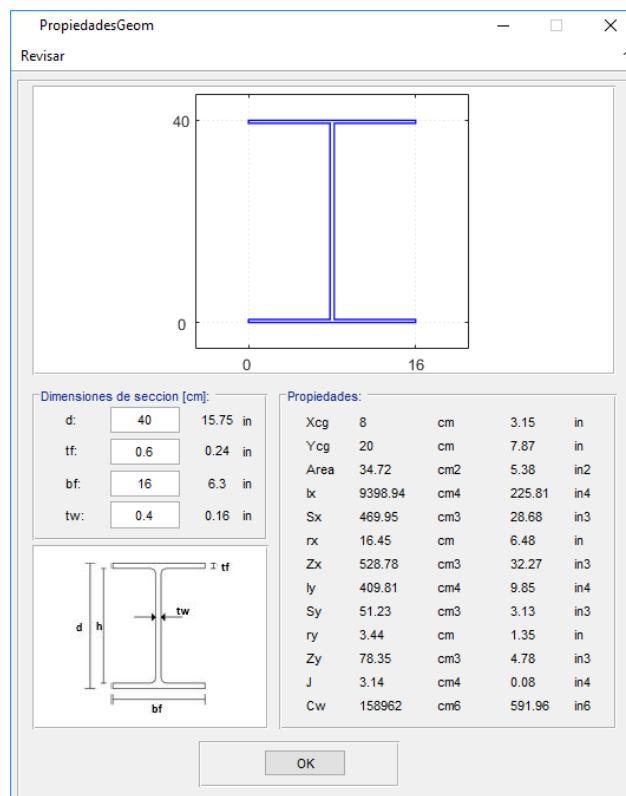 PropiedadesGeom
Revisar
40
0
0 16
Dimensiones de seccion [cm]:
d: 40 15.75 in
tf: 0.6 0.24 in
bf: 16 6.3 in
tw: 0.4 0.16 in
tf
tw
d h
bf
Propiedades:
Xcg 8 cm 3.15 in
Ycg 20 cm 7.87 in
Area 34.72 cm2 5.38 in2
Ix 9398.94 cm4 225.81 in4
Sx 469.95 cm3 28.68 in3
rx 16.45 cm 6.48 in
Zx 528.78 cm3 32.27 in3
Iy 409.81 cm4 9.85 in4
Sy 51.23 cm3 3.13 in3
ry 3.44 cm 1.35 in
Zy 78.35 cm3 4.78 in3
J 3.14 cm4 0.08 in4
Cw 158962 cm6 591.96 in6
OK